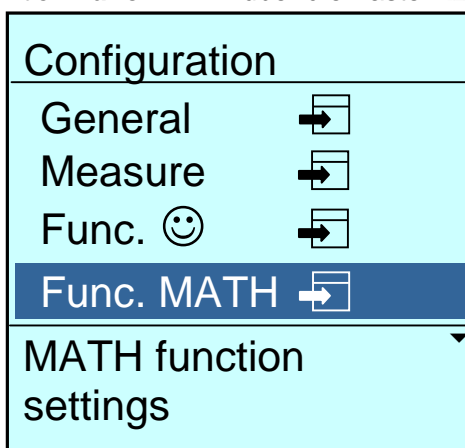 Configuration
General
Measure
Func. ☺
Func. MATH
MATH function
settings